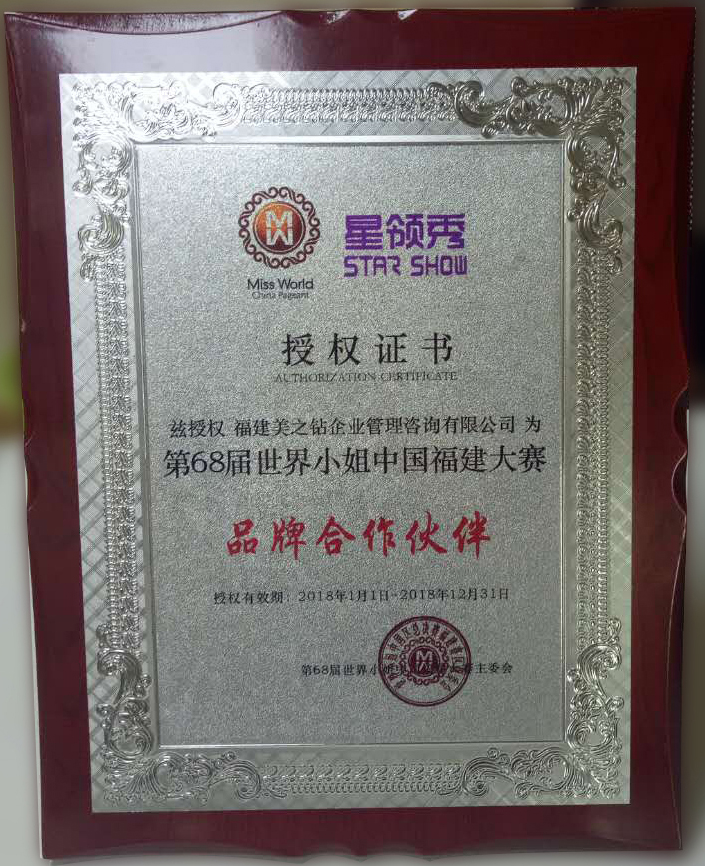 MW
星领秀
STAR SHOW
Miss World
China Pageant
授权证书
AUTHORIZATION CERTIFICATE
兹授权 福建美之钻企业管理咨询有限公司 为
第68届世界小姐中国福建大赛
品牌合作伙伴
授权有效期：2018年1月1日-2018年12月31日
第68届世界小姐中 赛主委会